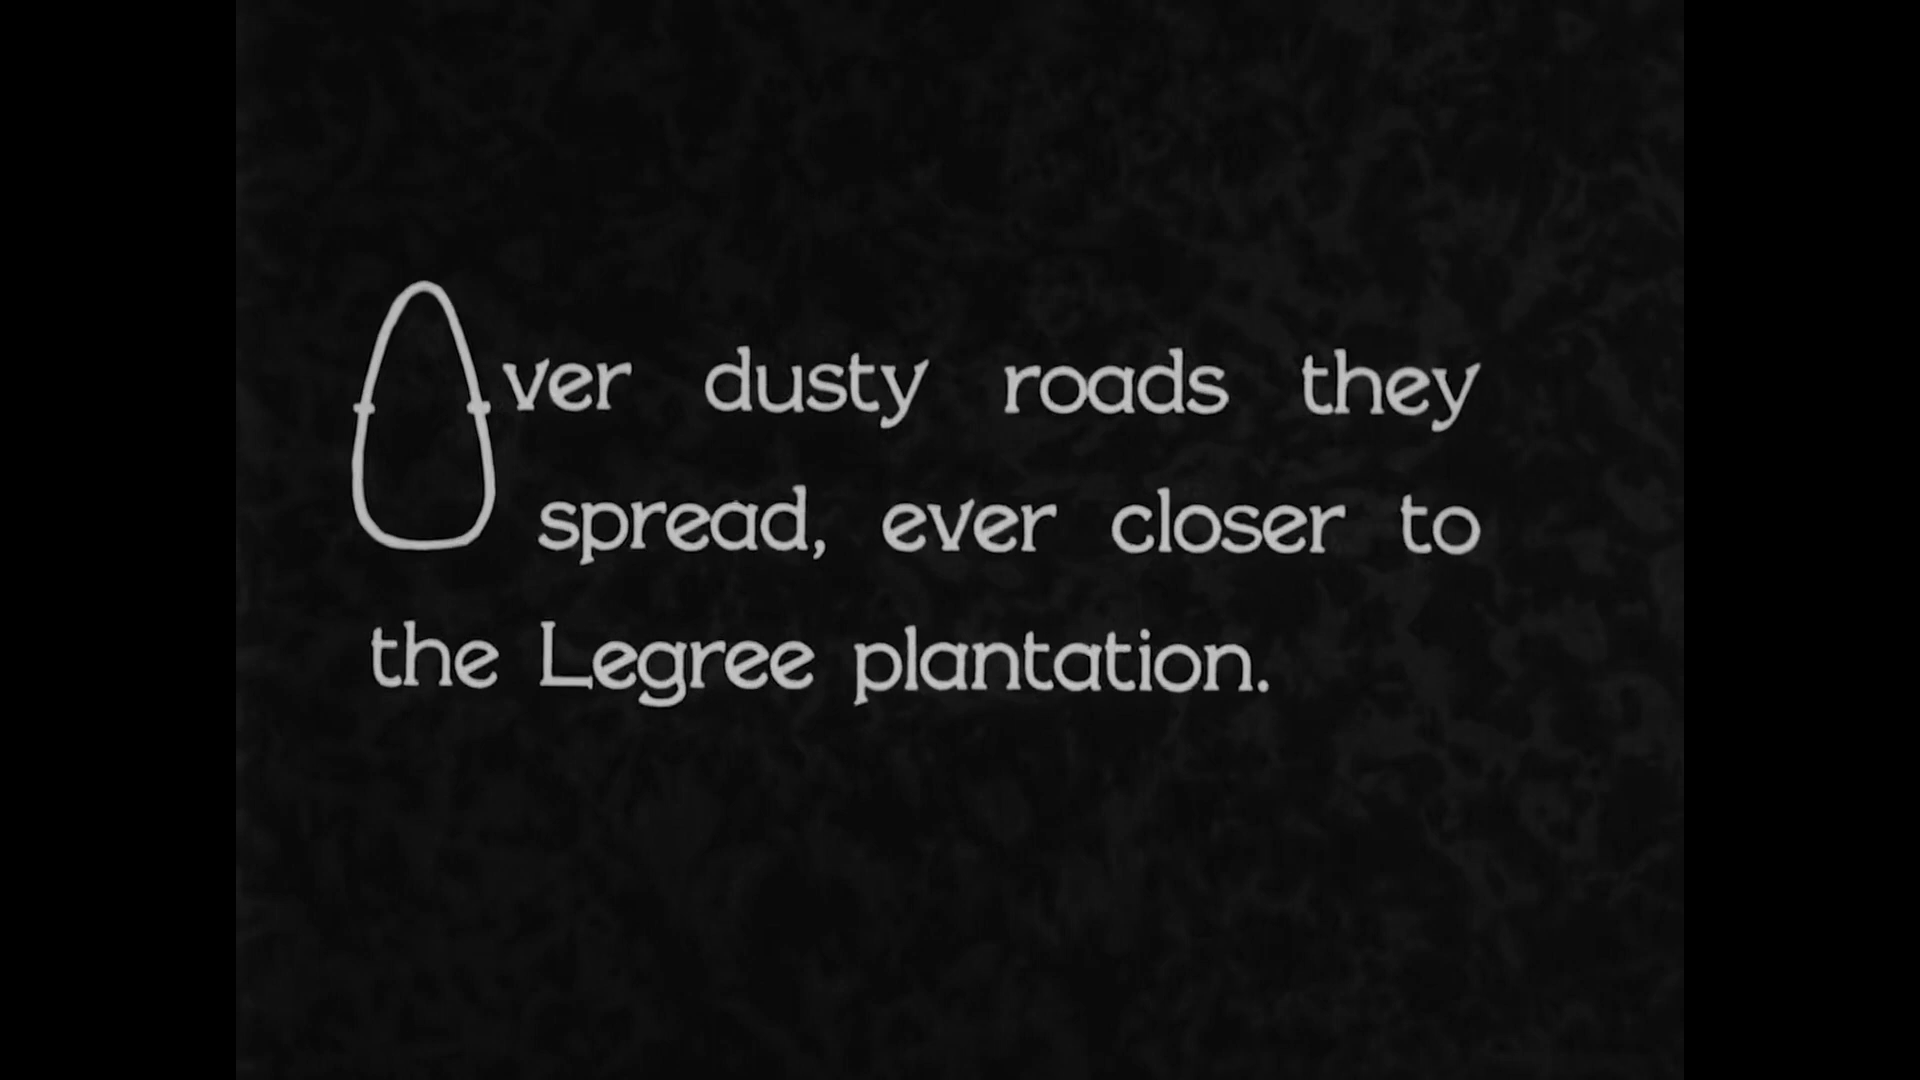 Over dusty roads they
spread, ever closer to
the Legree plantation.